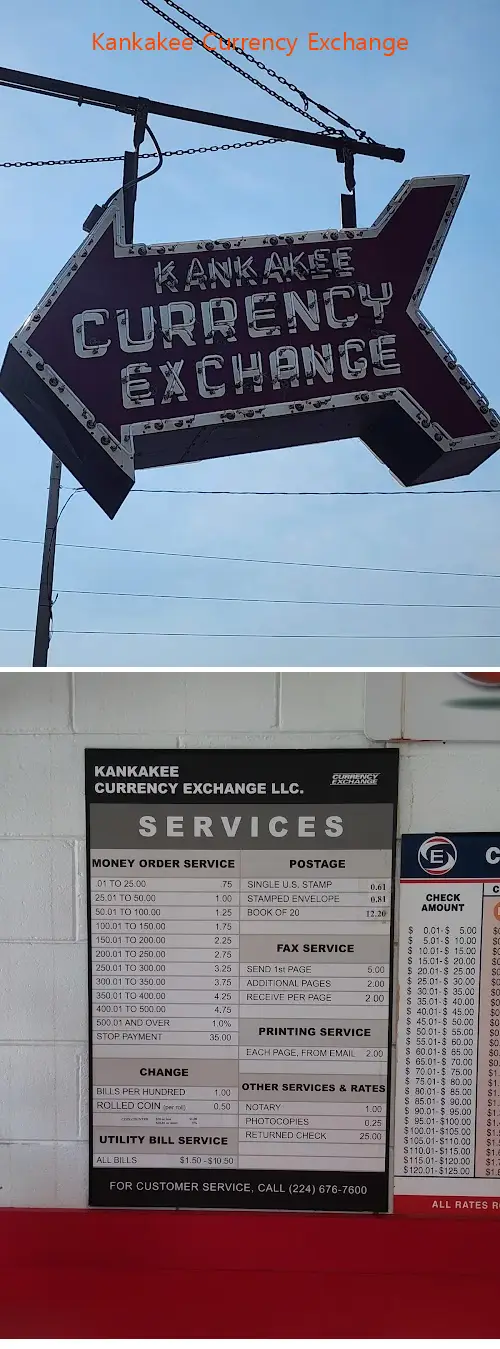 Kankakee Currency Exchange
KANKAKEE
CURRENCY
EXCHANGE
KANKAKEE
CURRENCY EXCHANGE LLC.
CURRENCY
EXCHANGE
SERVICES
MONEY ORDER SERVICE
.01 TO 25.00 .75
25.01 TO 50.00 1.00
50.01 TO 100.00 1.25
100.01 TO 150.00 1.75
150.01 TO 200.00 2.25
200.01 TO 250.00 2.75
250.01 TO 300.00 3.25
300.01 TO 350.00 3.75
350.01 TO 400.00 4.25
400.01 TO 500.00 4.75
500.01 AND OVER 1.0%
STOP PAYMENT 35.00
CHANGE
BILLS PER HUNDRED 1.00
ROLLED COIN (per roll) 0.50
UTILITY BILL SERVICE
ALL BILLS $1.50 - $10.50
POSTAGE
SINGLE U.S. STAMP 0.61
STAMPED ENVELOPE 0.81
BOOK OF 20 12.20
FAX SERVICE
SEND 1st PAGE 5.00
ADDITIONAL PAGES 2.00
RECEIVE PER PAGE 2.00
PRINTING SERVICE
EACH PAGE, FROM EMAIL 2.00
OTHER SERVICES & RATES
NOTARY 1.00
PHOTOCOPIES 0.25
RETURNED CHECK 25.00
FOR CUSTOMER SERVICE, CALL (224) 676-7600
E C
CHECK
AMOUNT
$ 0.01- $ 5.00
$ 5.01- $ 10.00
$ 10.01- $ 15.00
$ 15.01- $ 20.00
$ 20.01- $ 25.00
$ 25.01- $ 30.00
$ 30.01- $ 35.00
$ 35.01- $ 40.00
$ 40.01- $ 45.00
$ 45.01- $ 50.00
$ 50.01- $ 55.00
$ 55.01- $ 60.00
$ 60.01- $ 65.00
$ 65.01- $ 70.00
$ 70.01- $ 75.00
$ 75.01- $ 80.00
$ 80.01- $ 85.00
$ 85.01- $ 90.00
$ 90.01- $ 95.00
$ 95.01- $100.00
$100.01- $105.00
$105.01- $110.00
$110.01- $115.00
$115.01- $120.00
$120.01- $125.00
ALL RATES